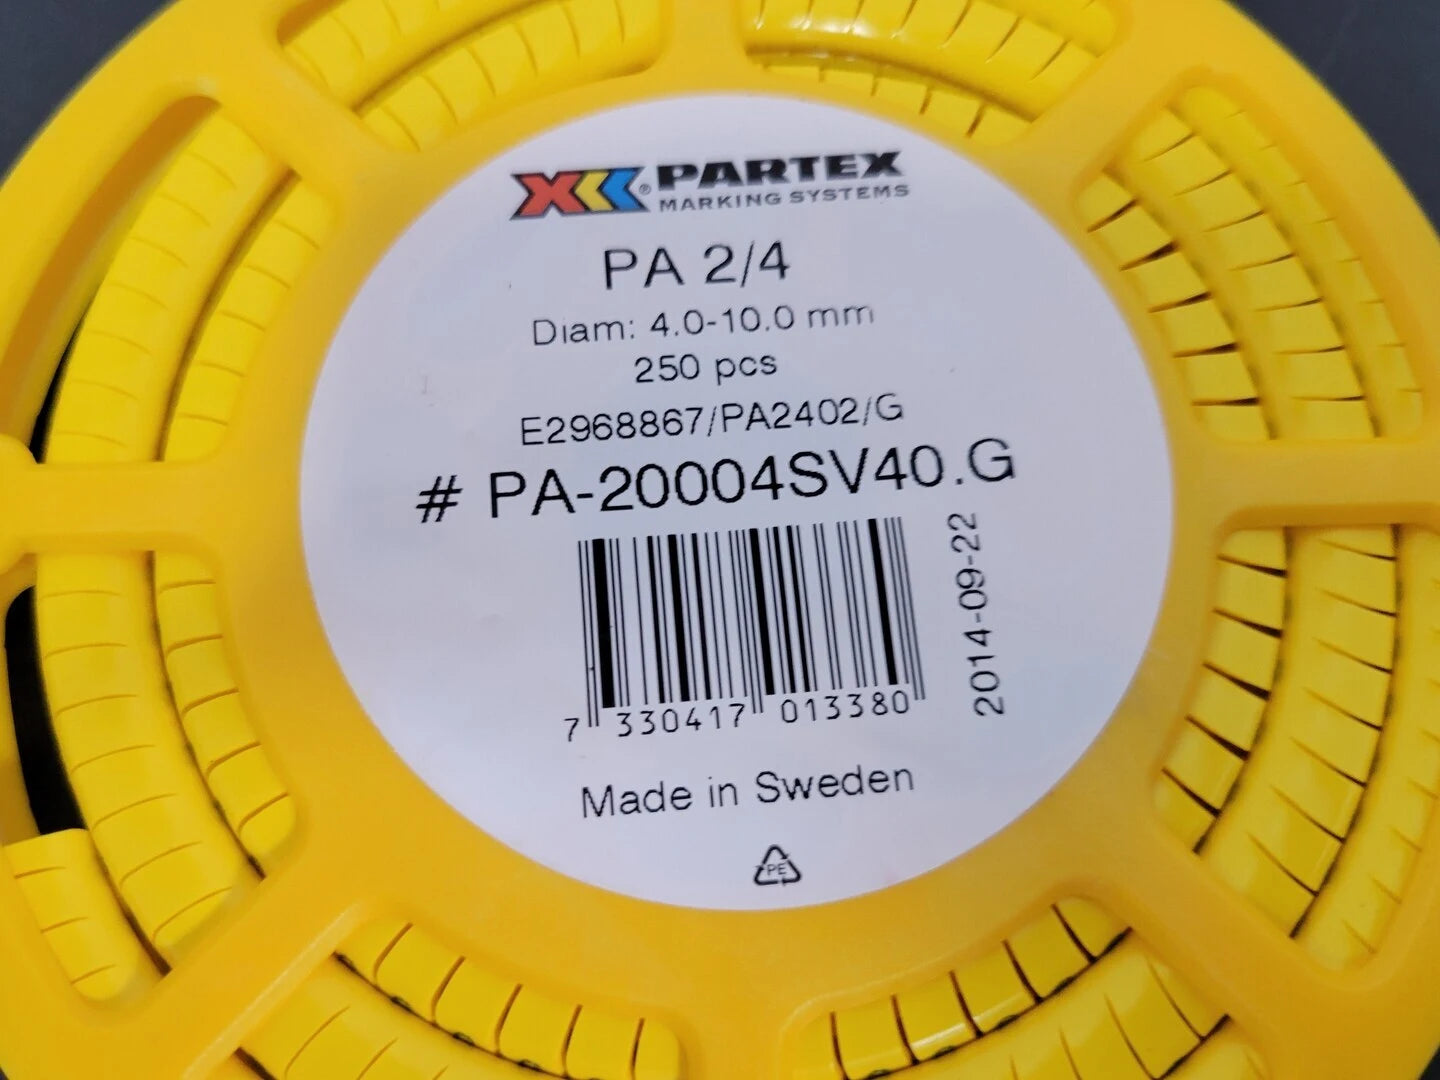 PARTEX
MARKING SYSTEMS
PA 2/4
Diam: 4.0-10.0 mm
250 pcs
E2968867/PA2402/G
# PA-20004SV40.G
2014-09-22
7 330417 013380
Made in Sweden
PE